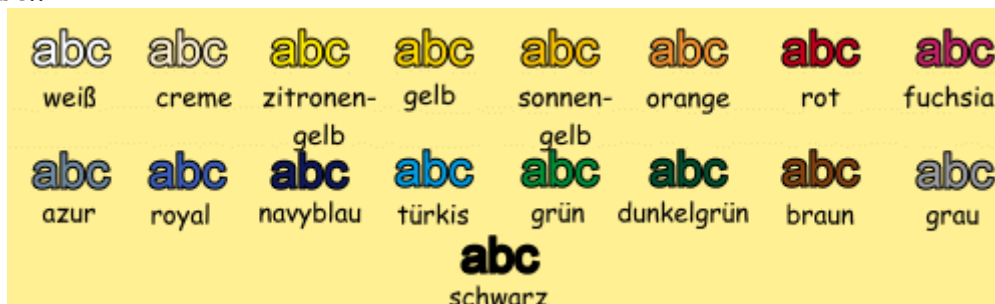 abc abc abc abc abc abc abc abc
weiß creme zitronen- gelb sonnen- orange rot fuchsia
gelb gelb
abc abc abc abc abc abc abc abc
azur royal navyblau türkis grün dunkelgrün braun grau
abc
schwarz